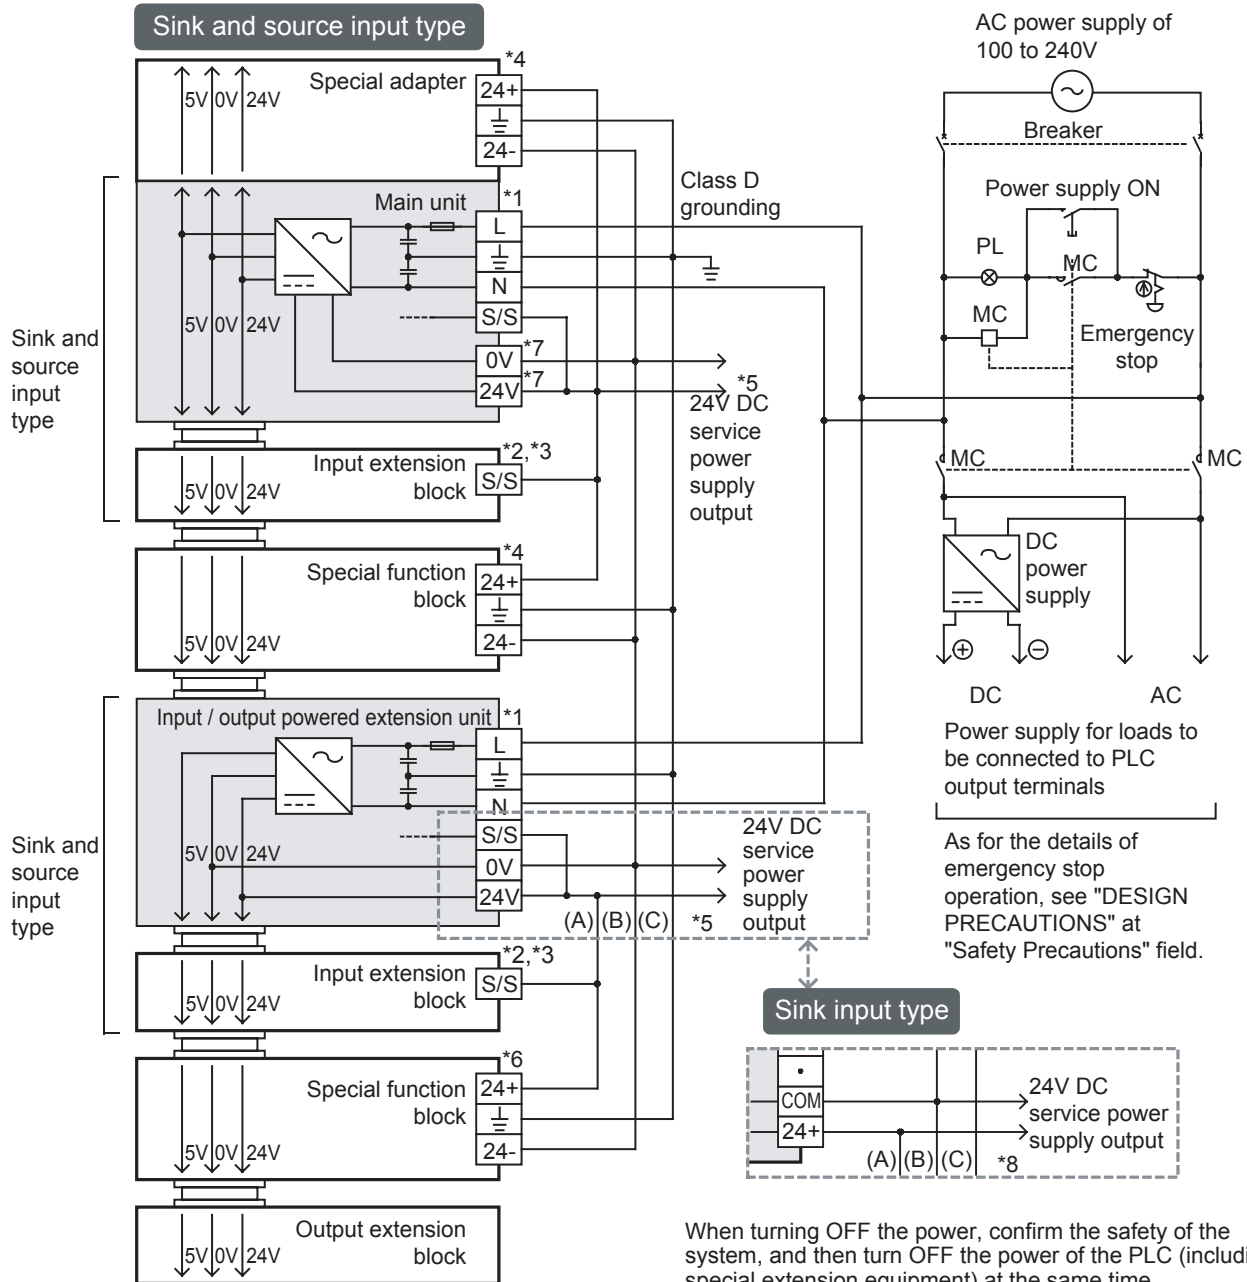 Sink and source input type
AC power supply of
100 to 240V
*4
Special adapter
24+
5V 0V 24V
24-
Breaker
Class D
grounding
Power supply ON
Main unit
*1
L
N
S/S
PL
MC
MC
Emergency
stop
5V 0V 24V
0V
*7
24V
*7
*5
24V DC
service
power
supply
output
Sink and
source
input
type
Input extension
block
*2,*3
S/S
5V 0V 24V
MC
MC
DC
power
supply
Special function
block
*4
24+
24-
5V 0V 24V
+
−
DC
AC
Power supply for loads to
be connected to PLC
output terminals
Input / output powered extension unit
*1
L
N
S/S
0V
24V
5V 0V 24V
(A) (B) (C)
*5
24V DC
service
power
supply
output
Sink and
source
input
type
As for the details of
emergency stop
operation, see "DESIGN
PRECAUTIONS" at
"Safety Precautions" field.
Input extension
block
*2,*3
S/S
5V 0V 24V
Sink input type
Special function
block
*6
24+
24-
5V 0V 24V
COM
24+
24V DC
service power
supply output
(A) (B) (C)
*8
Output extension
block
5V 0V 24V
When turning OFF the power, confirm the safety of the
system, and then turn OFF the power of the PLC (includi
special extension equipment) at the same time